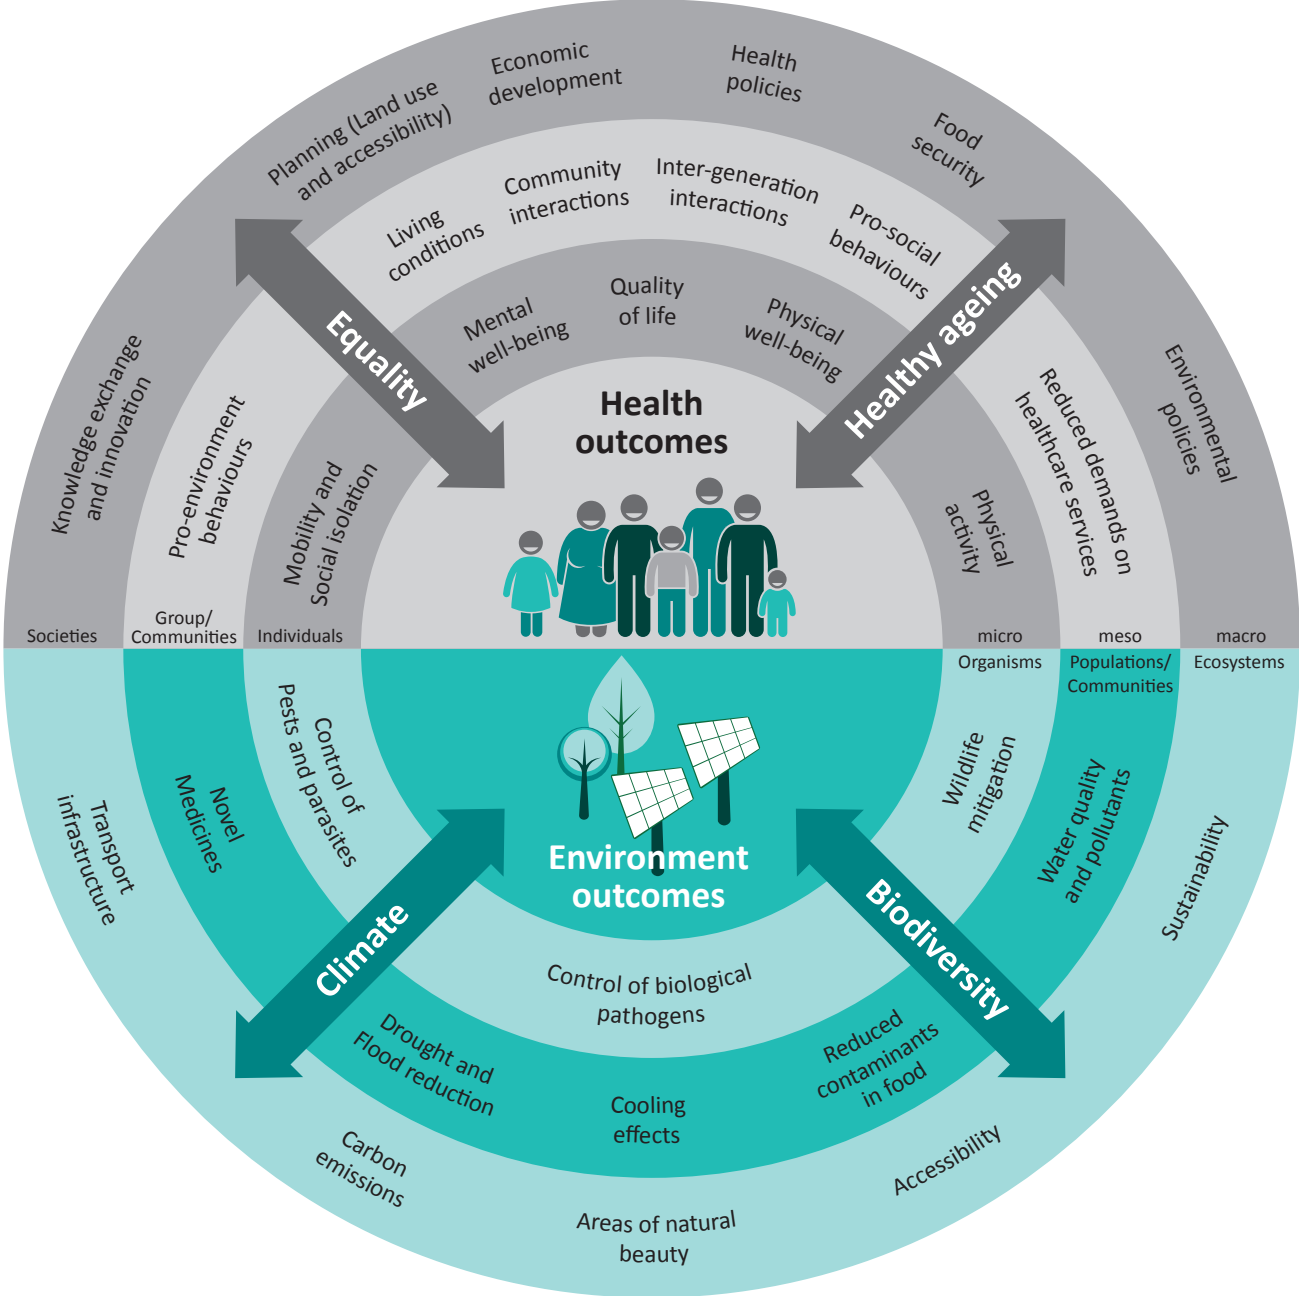 Economic
development
Health
policies
Planning (Land use
and accessibility)
Food
security
Knowledge exchange
and innovation
Environmental
policies
Community
interactions
Inter-generation
interactions
Living
conditions
Pro-social
behaviours
Pro-environment
behaviours
Reduced demands on
healthcare services
Quality
of life
Mental
well-being
Physical
well-being
Mobility and
Social isolation
Physical
activity
Equality
Healthy ageing
Health
outcomes
Societies
Group/
Communities
Individuals
micro
meso
macro
Organisms
Populations/
Communities
Ecosystems
Control of
Pests and parasites
Wildlife
mitigation
Novel
Medicines
Water quality
and pollutants
Transport
infrastructure
Sustainability
Environment
outcomes
Climate
Biodiversity
Control of biological
pathogens
Drought and
Flood reduction
Cooling
effects
Reduced
contaminants
in food
Carbon
emissions
Areas of natural
beauty
Accessibility